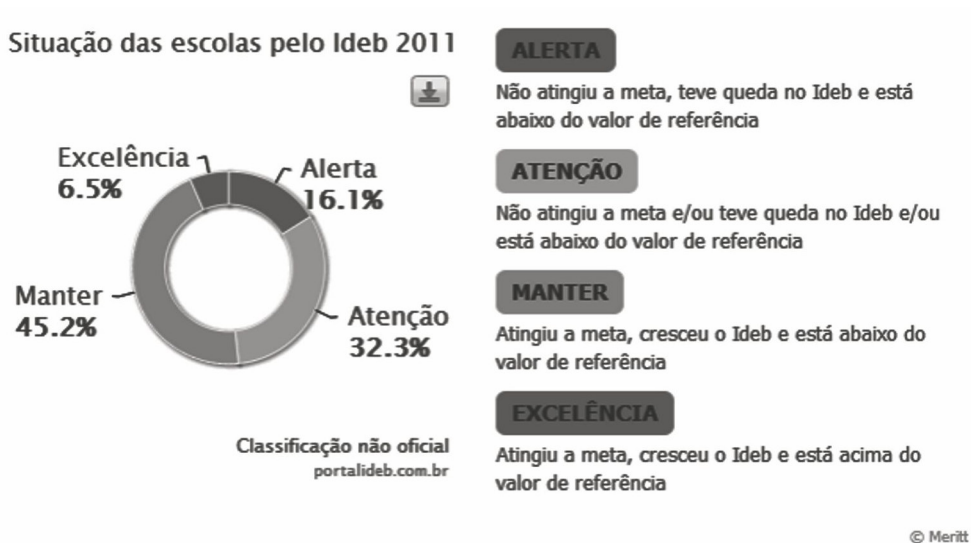 Situação das escolas pelo Ideb 2011
Excelência
6.5%
Alerta
16.1%
Manter
45.2%
Atenção
32.3%
Classificação não oficial
portalideb.com.br
ALERTA
Não atingiu a meta, teve queda no Ideb e está
abaixo do valor de referência
ATENÇÃO
Não atingiu a meta e/ou teve queda no Ideb e/ou
está abaixo do valor de referência
MANTER
Atingiu a meta, cresceu o Ideb e está abaixo do
valor de referência
EXCELÊNCIA
Atingiu a meta, cresceu o Ideb e está acima do
valor de referência
© Meritt